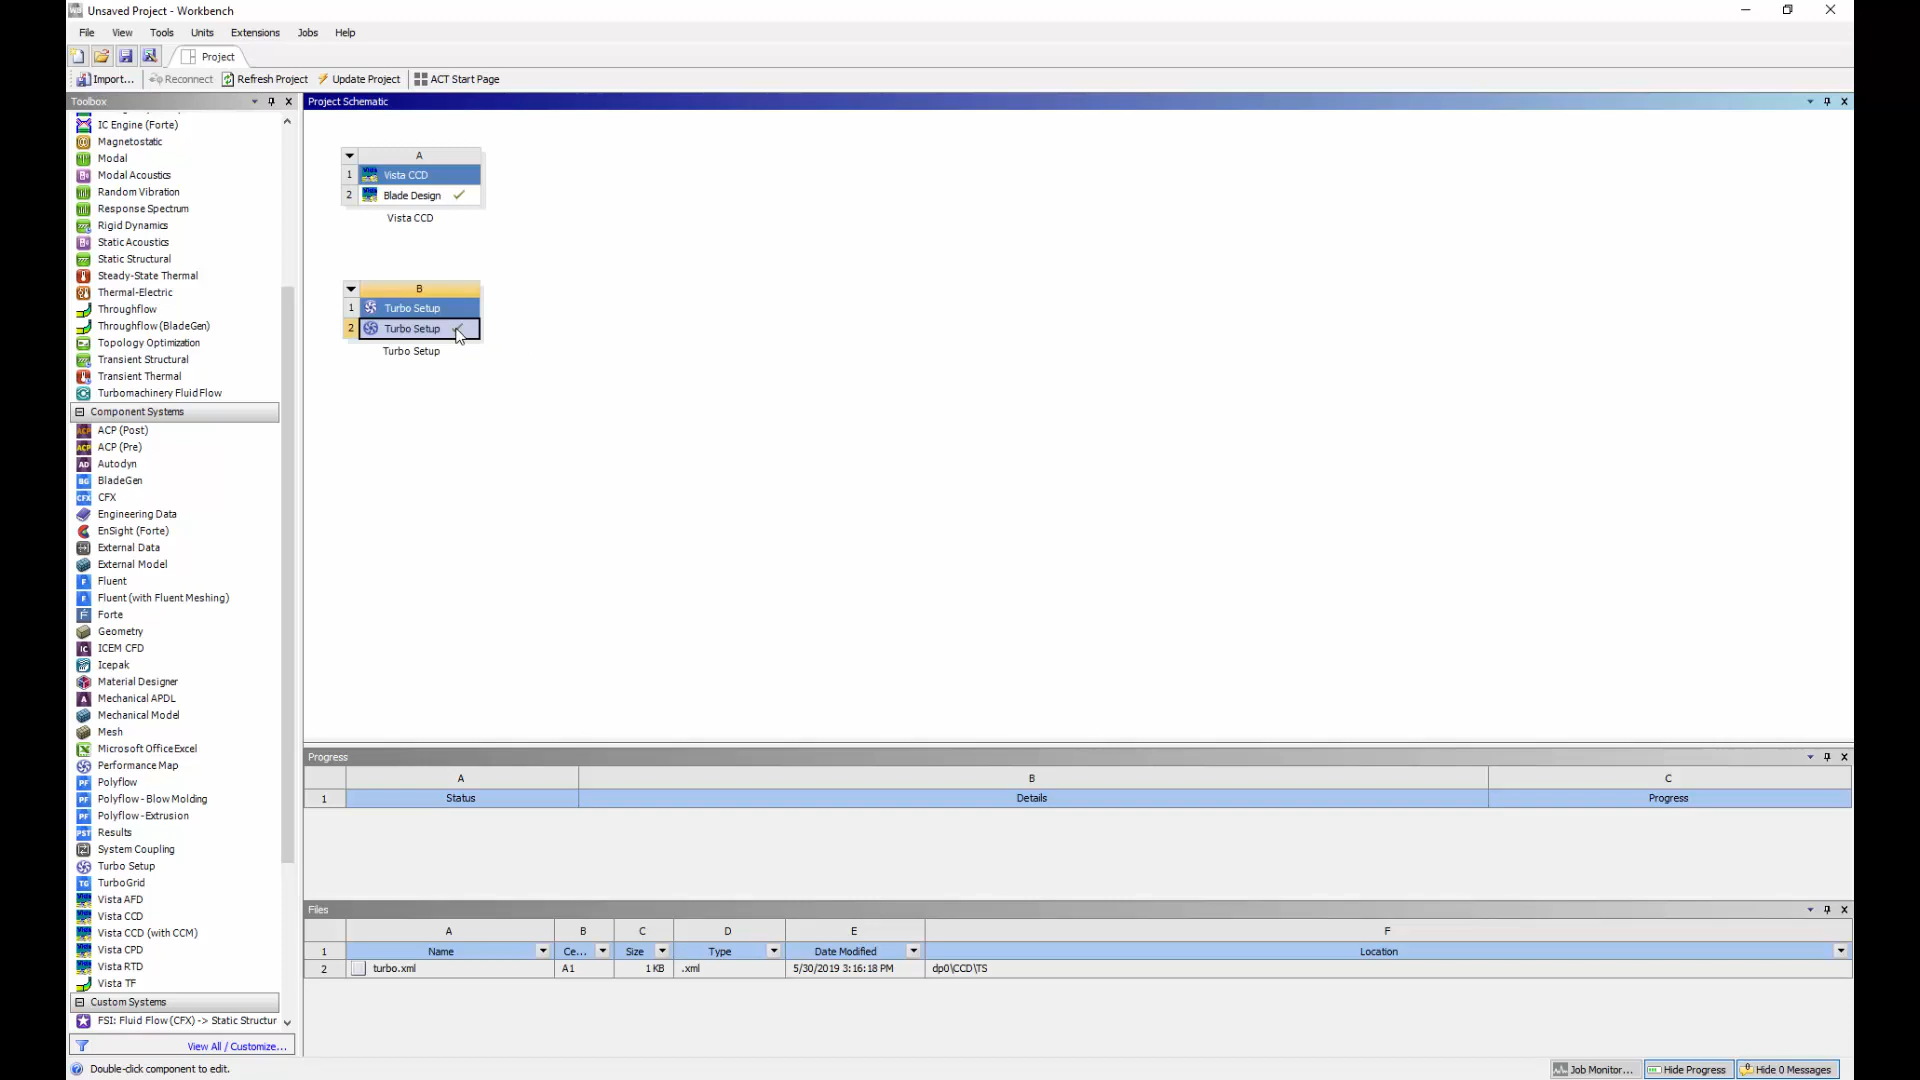 Unsaved Project - Workbench
File View Tools Units Extensions Jobs Help
Project
Import... Reconnect Refresh Project Update Project ACT Start Page
Toolbox
IC Engine (Forte)
Magnetostatic
Modal
Modal Acoustics
Random Vibration
Response Spectrum
Rigid Dynamics
Static Acoustics
Static Structural
Steady-State Thermal
Thermal-Electric
Throughflow
Throughflow (BladeGen)
Topology Optimization
Transient Structural
Transient Thermal
Turbomachinery Fluid Flow
Component Systems
ACP (Post)
ACP (Pre)
Autodyn
BladeGen
CFX
Engineering Data
EnSight (Forte)
External Data
External Model
Fluent
Fluent (with Fluent Meshing)
Forte
Geometry
ICEM CFD
Icepak
Material Designer
Mechanical APDL
Mechanical Model
Mesh
Microsoft Office Excel
Performance Map
Polyflow
Polyflow - Blow Molding
Polyflow - Extrusion
Results
System Coupling
Turbo Setup
TurboGrid
Vista AFD
Vista CCD
Vista CCD (with CCM)
Vista CPD
Vista RTD
Vista TF
Custom Systems
FSI: Fluid Flow (CFX) -> Static Structur
View All / Customize...
Project Schematic
A
1 Vista CCD
2 Blade Design
Vista CCD
B
1 Turbo Setup
2 Turbo Setup
Turbo Setup
Progress
A B C
1 Status Details Progress
Files
A B C D E F
1 Name Ce... Size Type Date Modified Location
2 turbo.xml A1 1 KB .xml 5/30/2019 3:16:18 PM dp0\CCD\TS
Double-click component to edit.
Job Monitor... Hide Progress Hide 0 Messages